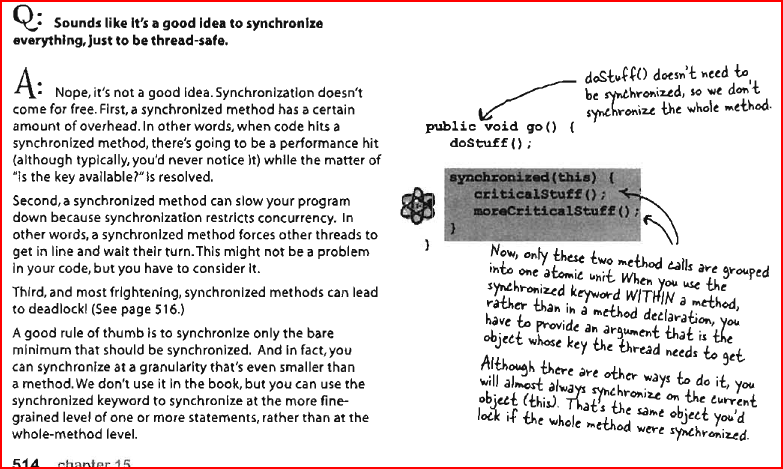 Q: Sounds like it's a good idea to synchronize
everything, just to be thread-safe.
A: Nope, it's not a good idea. Synchronization doesn't
come for free. First, a synchronized method has a certain
amount of overhead. In other words, when code hits a
synchronized method, there's going to be a performance hit
(although typically, you'd never notice it) while the matter of
"is the key available?" is resolved.
Second, a synchronized method can slow your program
down because synchronization restricts concurrency. In
other words, a synchronized method forces other threads to
get in line and wait their turn. This might not be a problem
in your code, but you have to consider it.
Third, and most frightening, synchronized methods can lead
to deadlock! (See page 516.)
A good rule of thumb is to synchronize only the bare
minimum that should be synchronized. And in fact, you
can synchronize at a granularity that's even smaller than
a method. We don't use it in the book, but you can use the
synchronized keyword to synchronize at the more fine-
grained level of one or more statements, rather than at the
whole-method level.
514 chapter 15
doStuff() doesn't need to
be synchronized, so we don't
synchronize the whole method.
public void go() {
doStuff();
synchronized(this) {
criticalStuff();
moreCriticalStuff();
}
}
Now, only these two method calls are grouped
into one atomic unit. When you use the
synchronized keyword WITHIN a method,
rather than in a method declaration, you
have to provide an argument that is the
object whose key the thread needs to get.
Although there are other ways to do it, you
will almost always synchronize on the current
object (this). That's the same object you'd
lock if the whole method were synchronized.